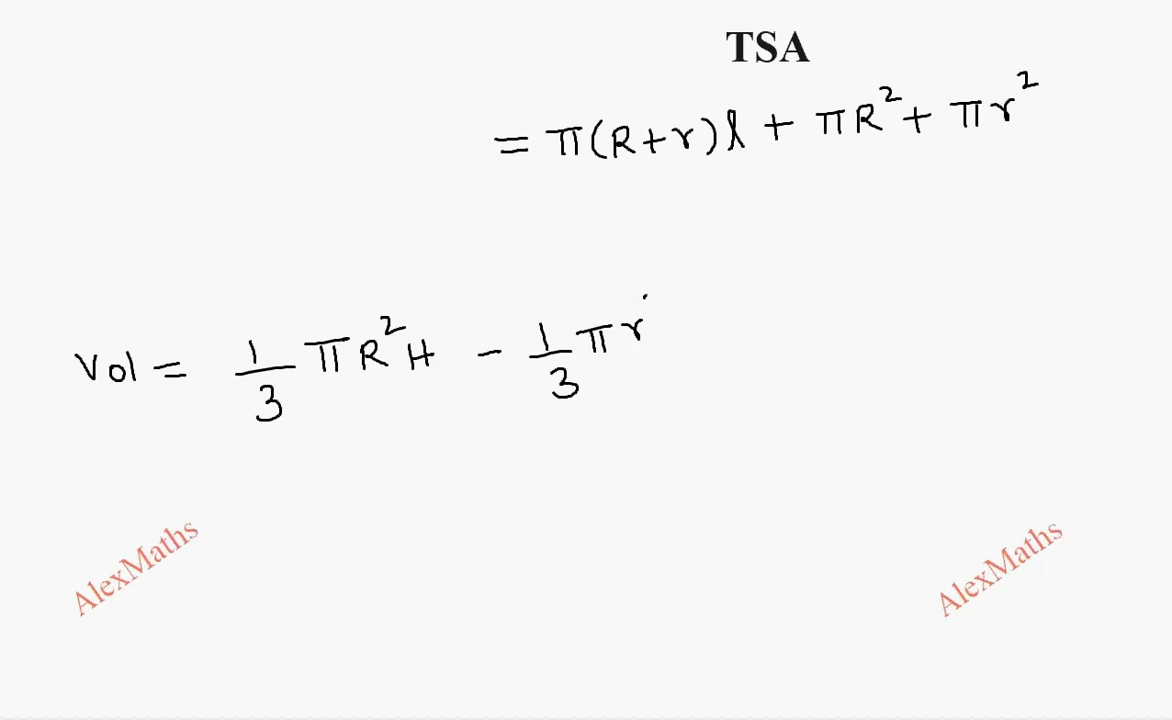 TSA
= π(R+r)l + πR² + πr²
Vol = 1/3 πR²H - 1/3 πr
AlexMaths
AlexMaths